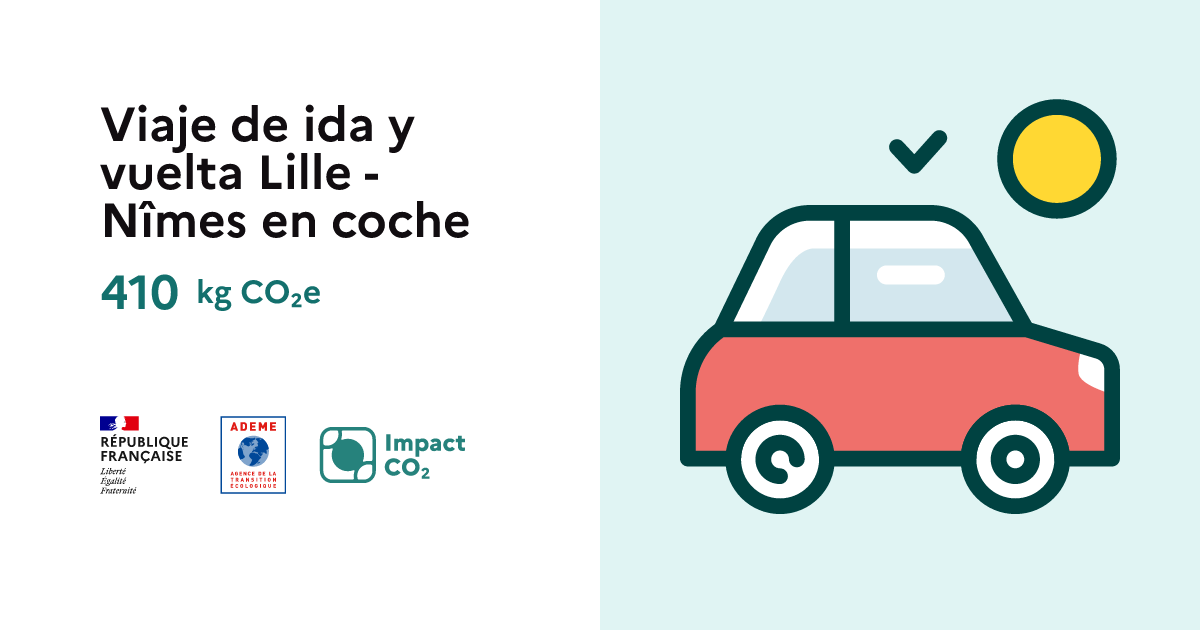 Viaje de ida y
vuelta Lille -
Nîmes en coche
410 kg CO₂e
RÉPUBLIQUE
FRANÇAISE
Liberté
Égalité
Fraternité
ADEME
AGENCE DE LA
TRANSITION
ÉCOLOGIQUE
Impact
CO₂